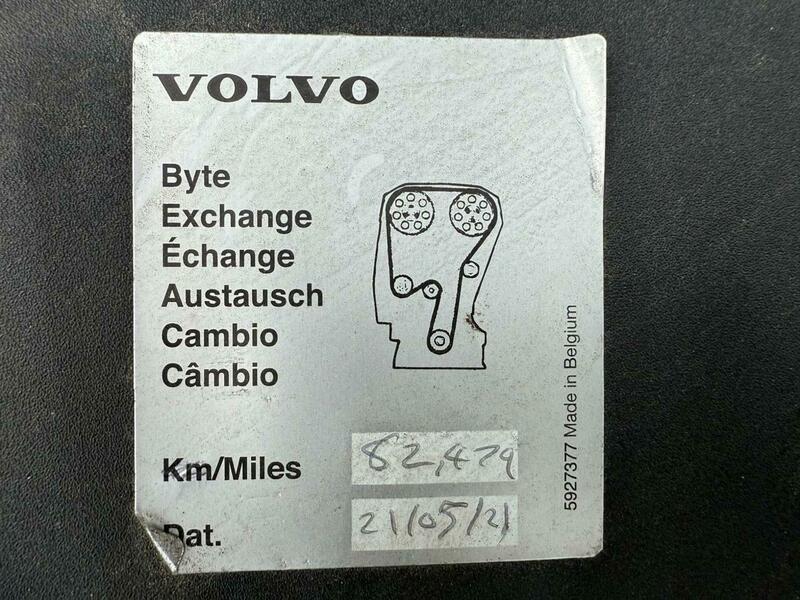 VOLVO
Byte
Exchange
Échange
Austausch
Cambio
Câmbio
Km/Miles 82,479
Dat. 21/05/21
5927377 Made in Belgium